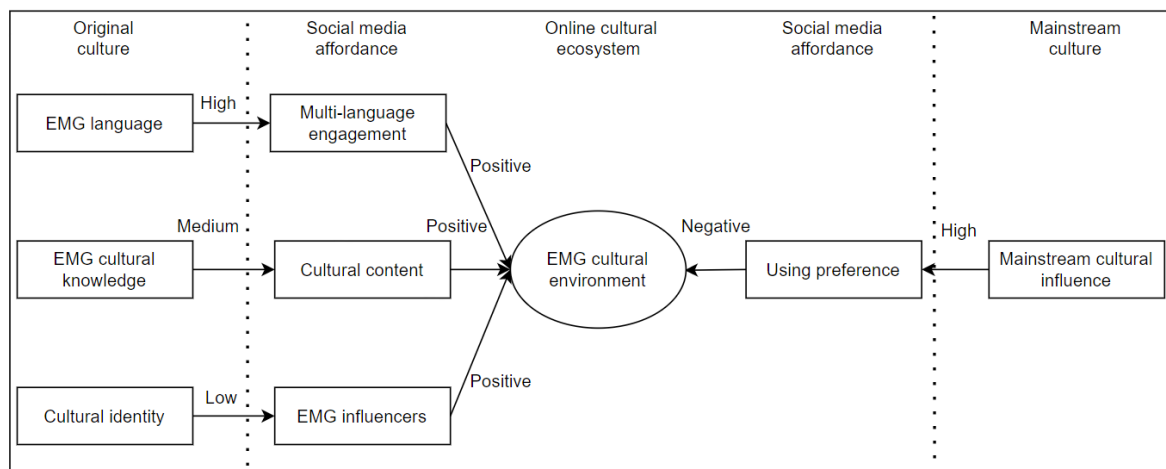 Original
culture
Social media
affordance
Online cultural
ecosystem
Social media
affordance
Mainstream
culture
EMG language
High
Multi-language
engagement
Positive
EMG cultural
knowledge
Medium
Cultural content
Positive
EMG cultural
environment
Negative
Using preference
High
Mainstream cultural
influence
Cultural identity
Low
EMG influencers
Positive